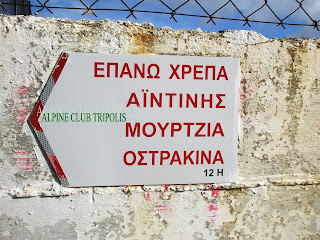 ΕΠΑΝΩ ΧΡΕΠΑ
ΑΪΝΤΙΝΗΣ
ALPINE CLUB TRIPOLIS
ΜΟΥΡΤΖΙΑ
ΟΣΤΡΑΚΙΝΑ
12 Η